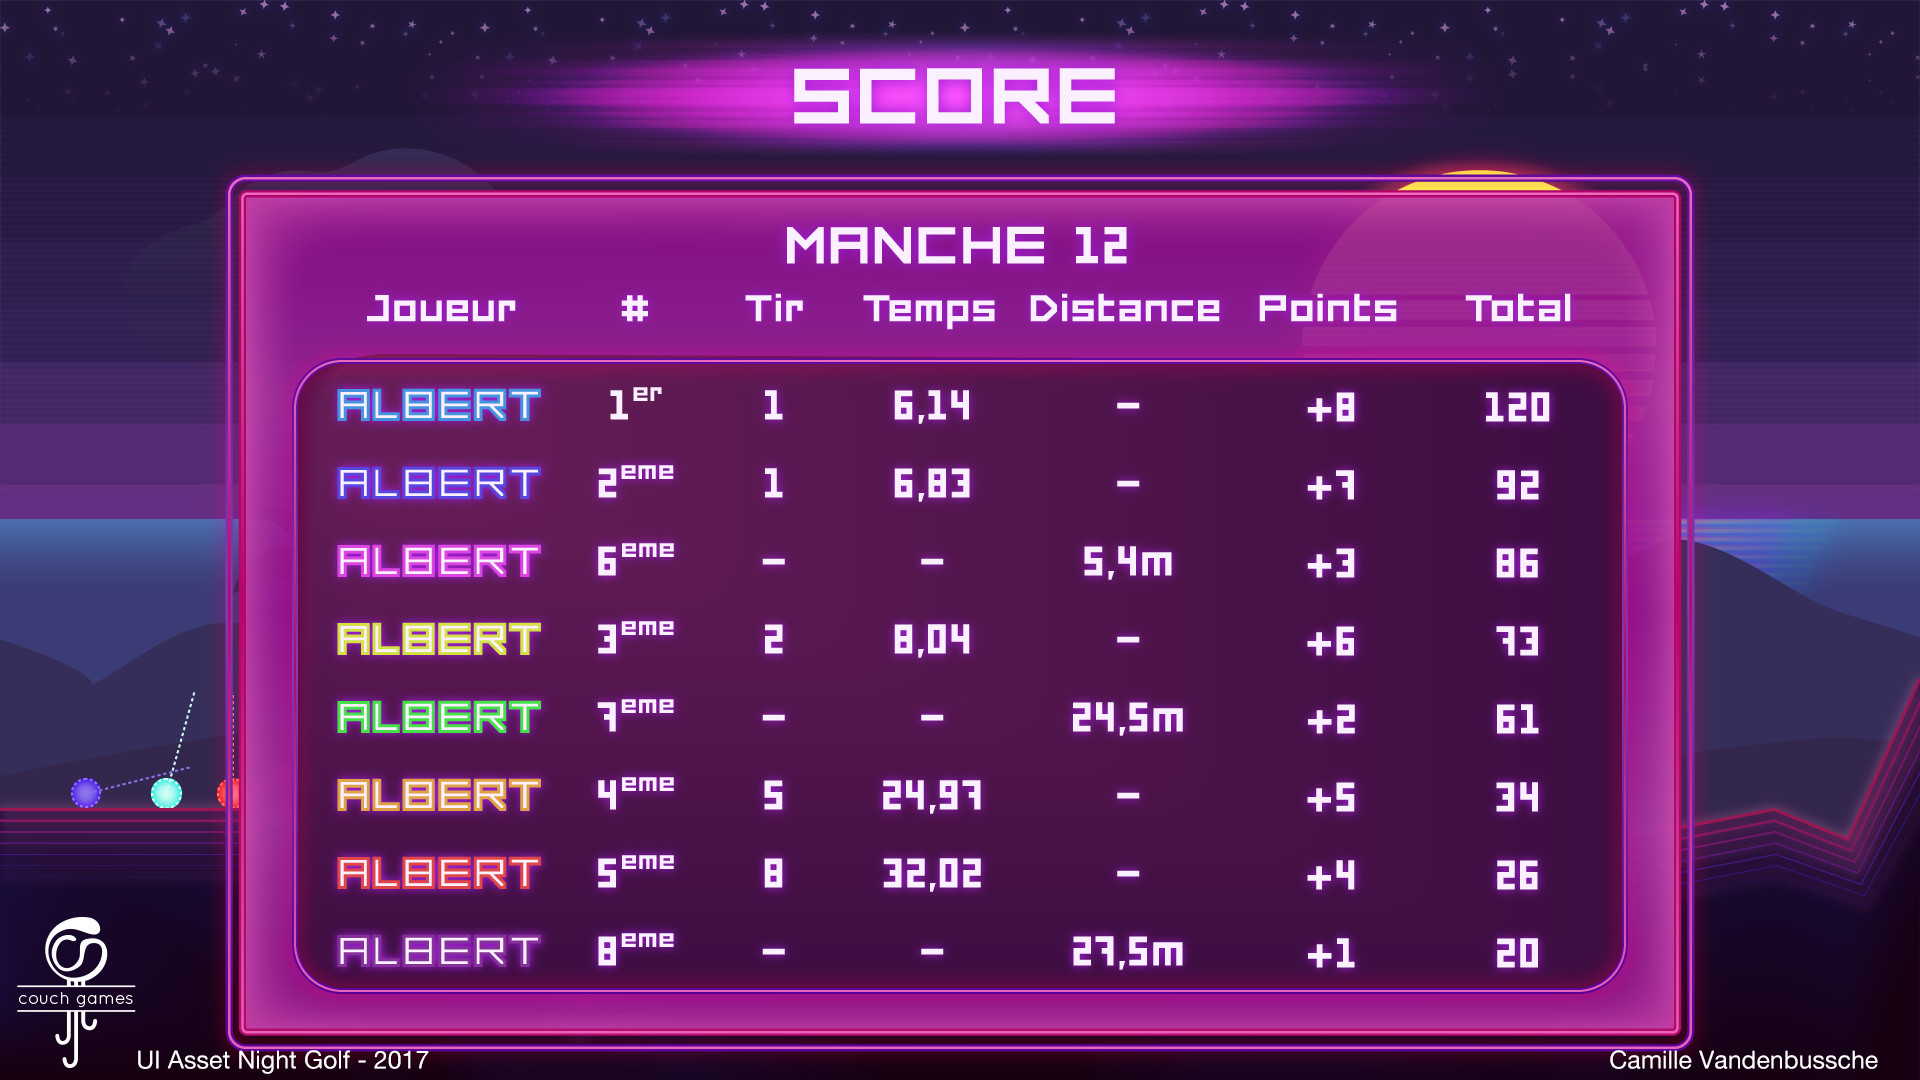 SCORE
MANCHE 12
Joueur # Tir Temps Distance Points Total
ALBERT 1er 1 6,14 – +8 120
ALBERT 2eme 1 6,83 – +7 92
ALBERT 6eme – – 5,4m +3 86
ALBERT 3eme 2 8,04 – +6 73
ALBERT 7eme – – 24,5m +2 61
ALBERT 4eme 5 24,97 – +5 34
ALBERT 5eme 8 32,02 – +4 26
ALBERT 8eme – – 27,5m +1 20
couch games
UI Asset Night Golf - 2017
Camille Vandenbussche